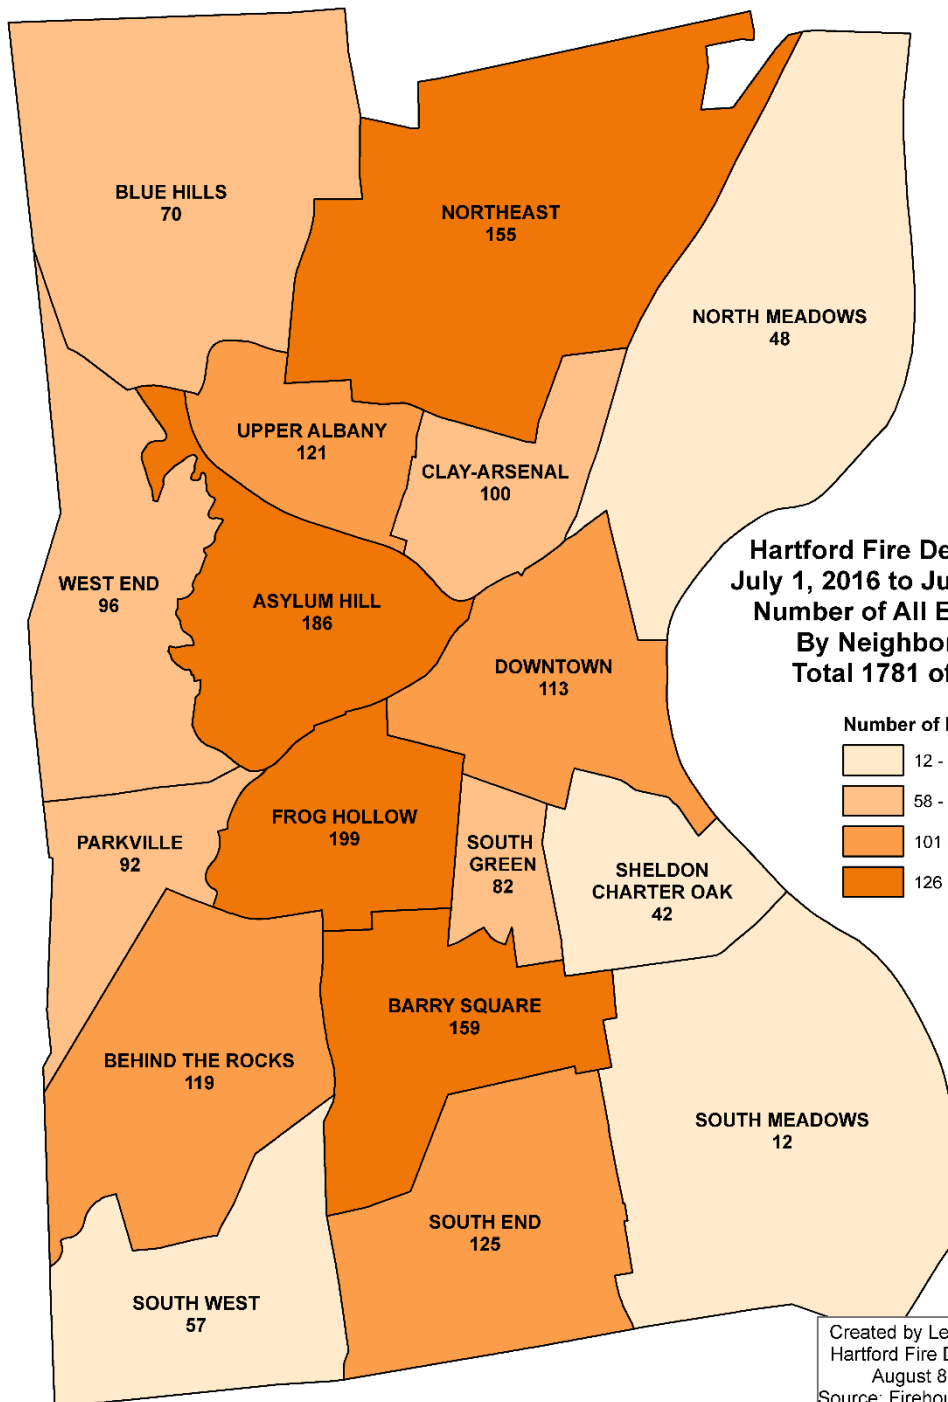 BLUE HILLS
70
NORTHEAST
155
NORTH MEADOWS
48
UPPER ALBANY
121
CLAY-ARSENAL
100
WEST END
96
ASYLUM HILL
186
DOWNTOWN
113
Hartford Fire De
July 1, 2016 to Ju
Number of All E
By Neighbor
Total 1781 of
Number of
12 -
58 -
101
126
FROG HOLLOW
199
PARKVILLE
92
SOUTH
GREEN
82
SHELDON
CHARTER OAK
42
BARRY SQUARE
159
BEHIND THE ROCKS
119
SOUTH MEADOWS
12
SOUTH END
125
SOUTH WEST
57
Created by Le
Hartford Fire D
August 8
Source: Firehou